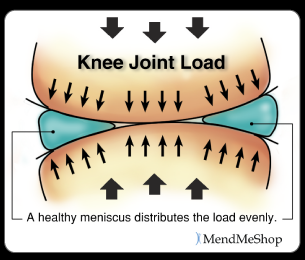 Knee Joint Load
A healthy meniscus distributes the load evenly.
MendMeShop